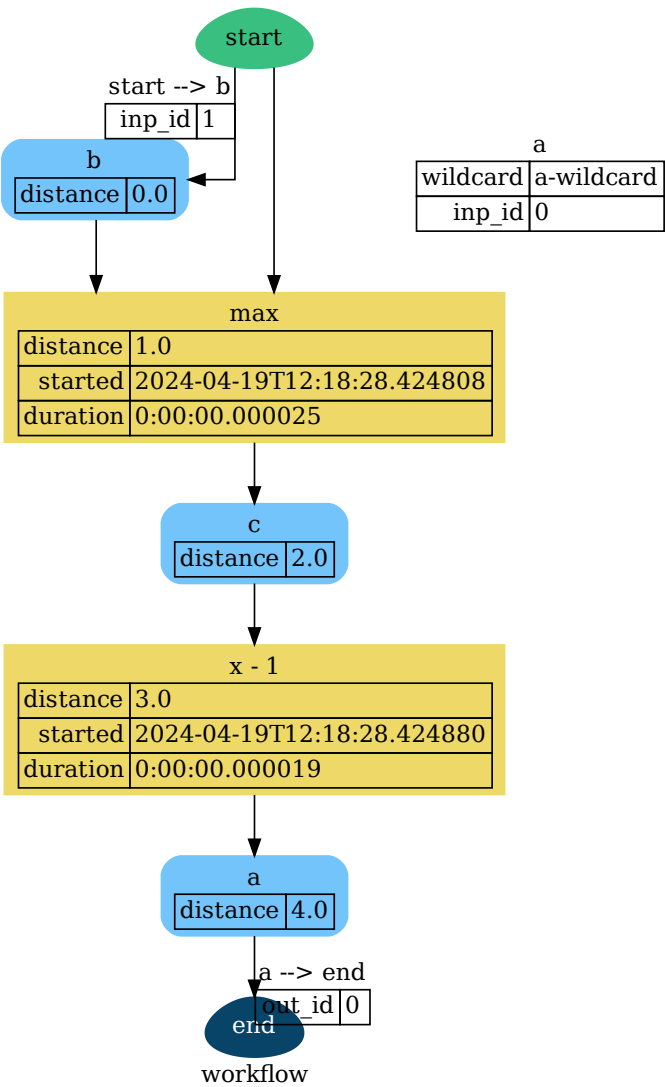 start
start --> b
inp_id 1
b
distance 0.0
a
wildcard a-wildcard
inp_id 0
max
distance 1.0
started 2024-04-19T12:18:28.424808
duration 0:00:00.000025
c
distance 2.0
x - 1
distance 3.0
started 2024-04-19T12:18:28.424880
duration 0:00:00.000019
a
distance 4.0
a --> end
out_id 0
end
workflow